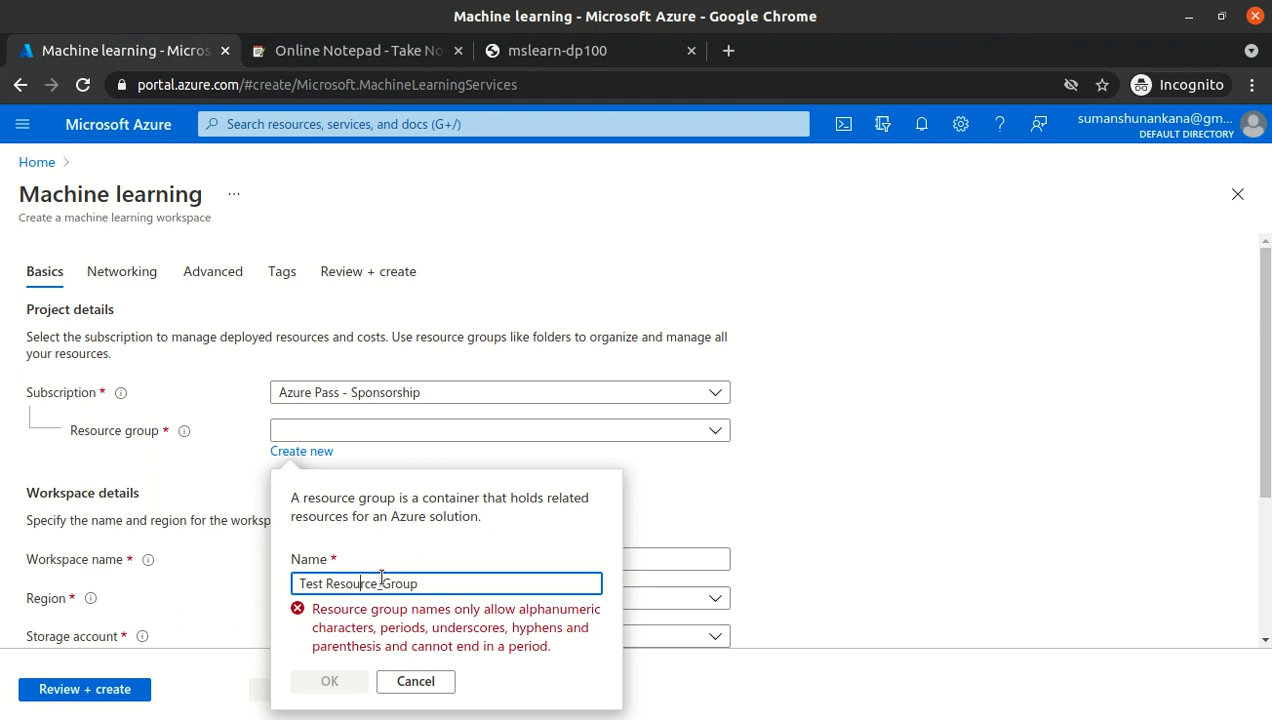 Machine learning - Microsoft Azure - Google Chrome
Machine learning - Micros
Online Notepad - Take No
mslearn-dp100
portal.azure.com/#create/Microsoft.MachineLearningServices
Incognito
Microsoft Azure
Search resources, services, and docs (G+/)
sumanshunankana@gm...
DEFAULT DIRECTORY
Home
Machine learning ...
Create a machine learning workspace
Basics Networking Advanced Tags Review + create
Project details
Select the subscription to manage deployed resources and costs. Use resource groups like folders to organize and manage all
your resources.
Subscription *
Azure Pass - Sponsorship
Resource group *
Create new
A resource group is a container that holds related
resources for an Azure solution.
Name *
Test Resource_Group
Resource group names only allow alphanumeric
characters, periods, underscores, hyphens and
parenthesis and cannot end in a period.
OK Cancel
Workspace details
Specify the name and region for the worksp
Workspace name *
Region *
Storage account *
Review + create